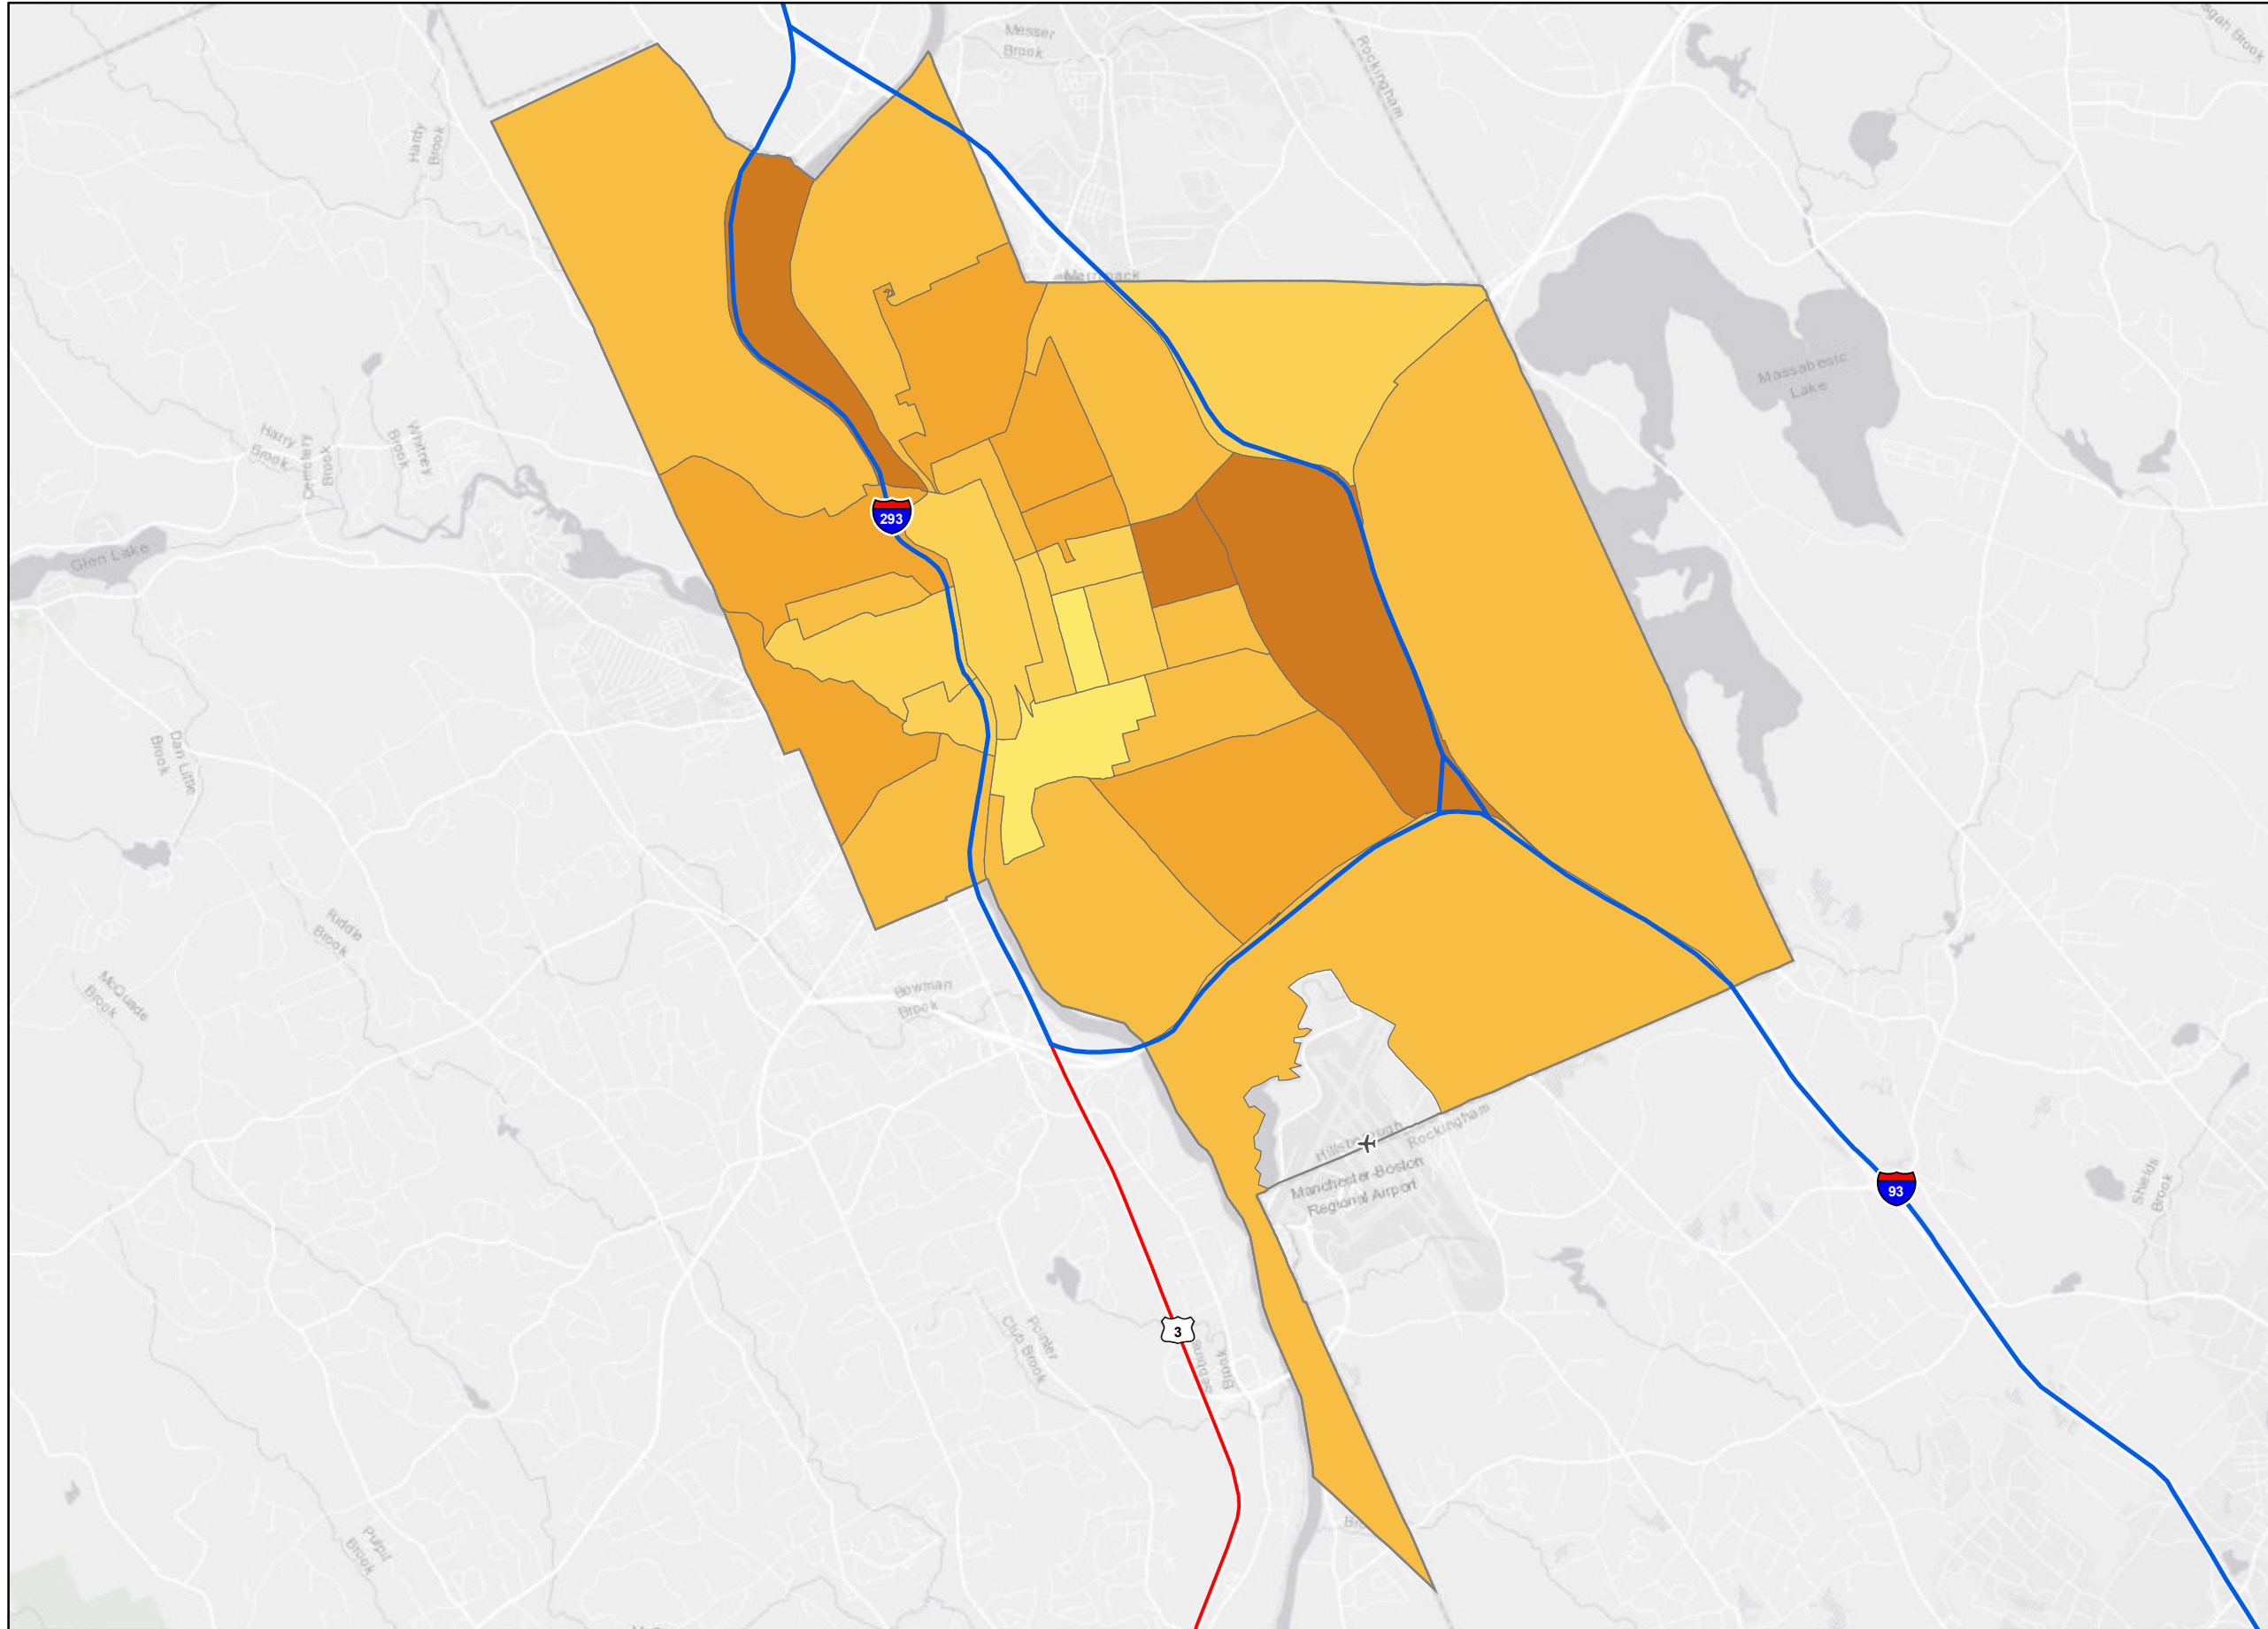 Messer
Brook
Rockingham
Hardy
Brook
Merrimack
Massabesic
Lake
Harry
Brook
Cemetery
Brook
Whitney
Brook
293
Glen Lake
Dan Little
Brook
Riddle
Brook
McQuade
Brook
Bowman
Brook
Hillsborough
Rockingham
Manchester-Boston
Regional Airport
93
Shields
Brook
3
Pointer
Club Brook
Sebbins
Brook
Pulpit
Brook